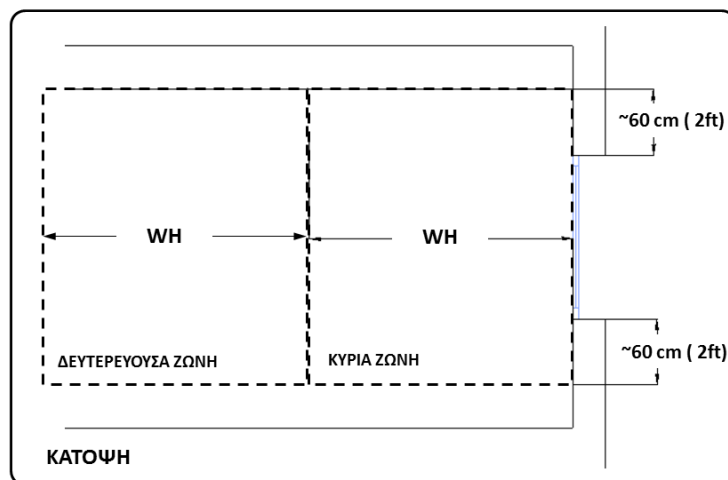 ~60 cm ( 2ft)
WH
WH
~60 cm ( 2ft)
ΔΕΥΤΕΡΕΥΟΥΣΑ ΖΩΝΗ
ΚΥΡΙΑ ΖΩΝΗ
ΚΑΤΟΨΗ